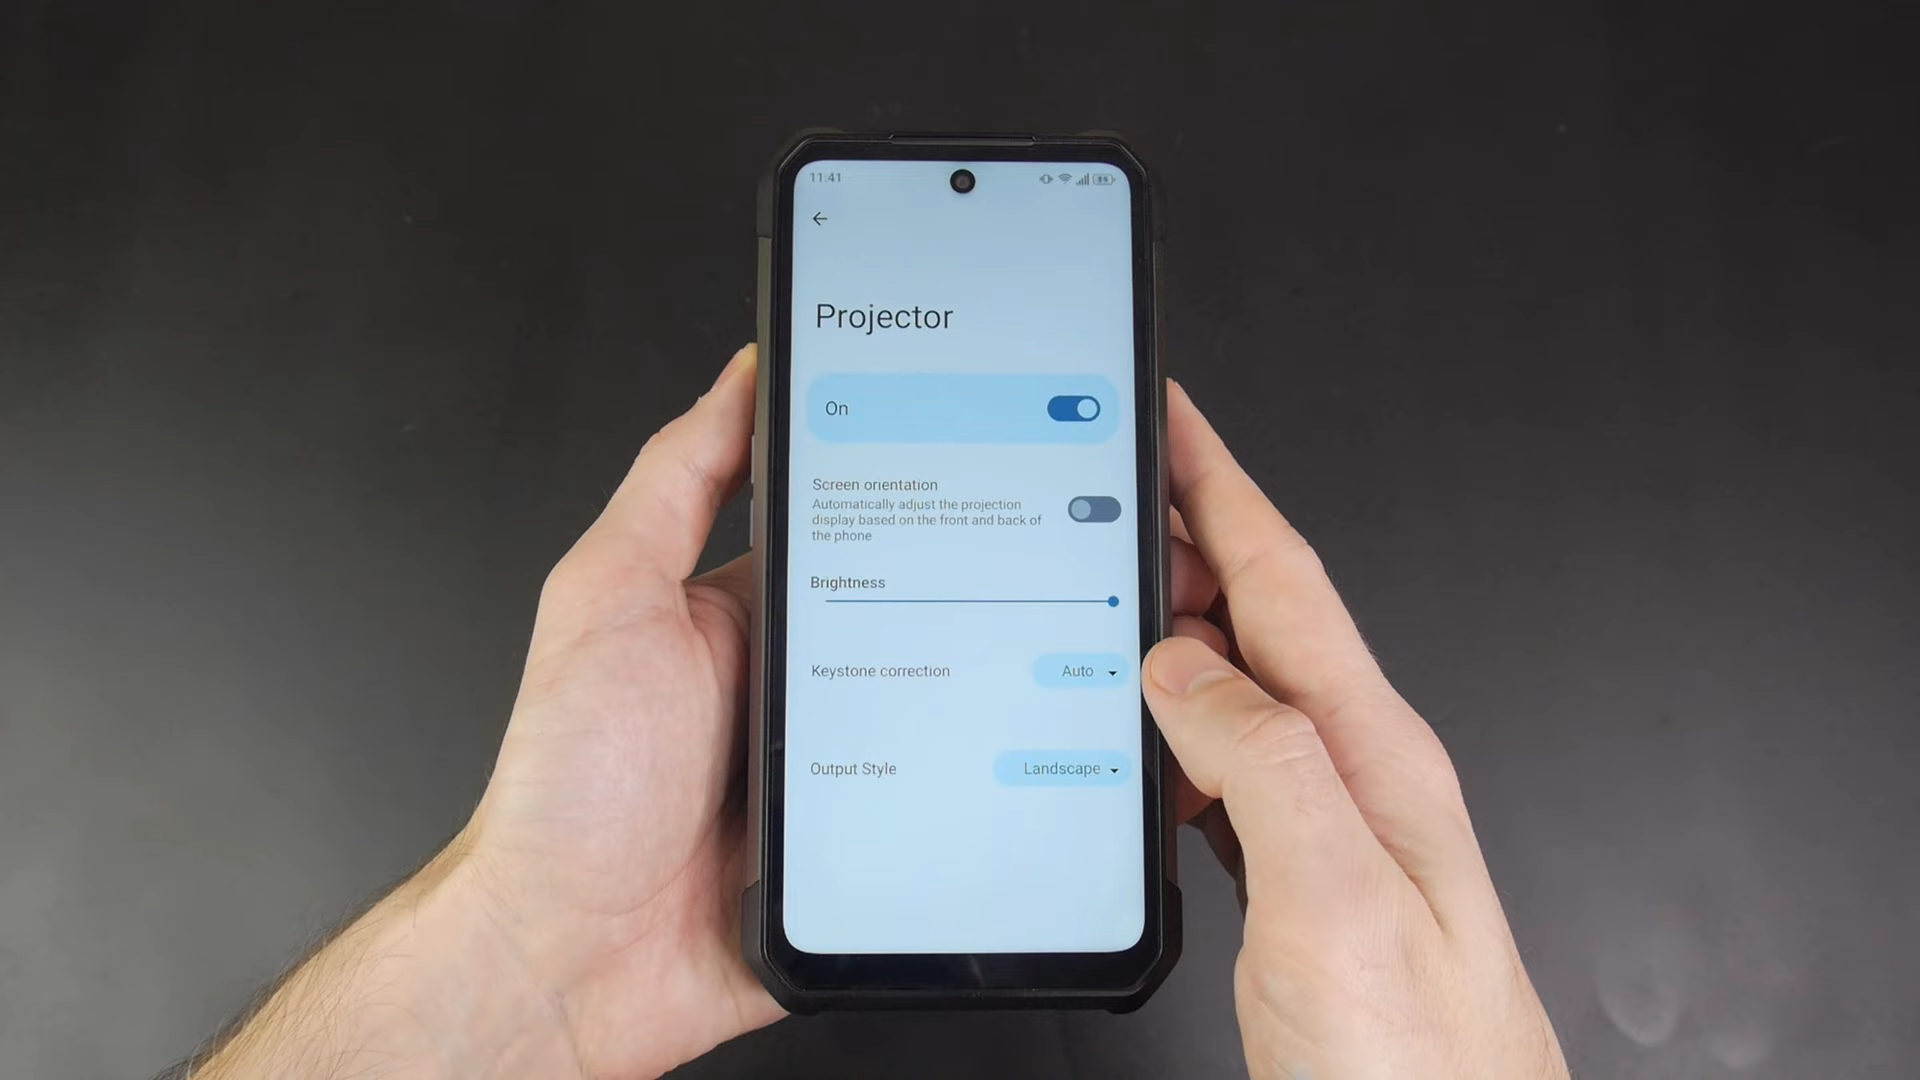 11:41
Projector
On
Screen orientation
Automatically adjust the projection
display based on the front and back of
the phone
Brightness
Keystone correction
Auto
Output Style
Landscape